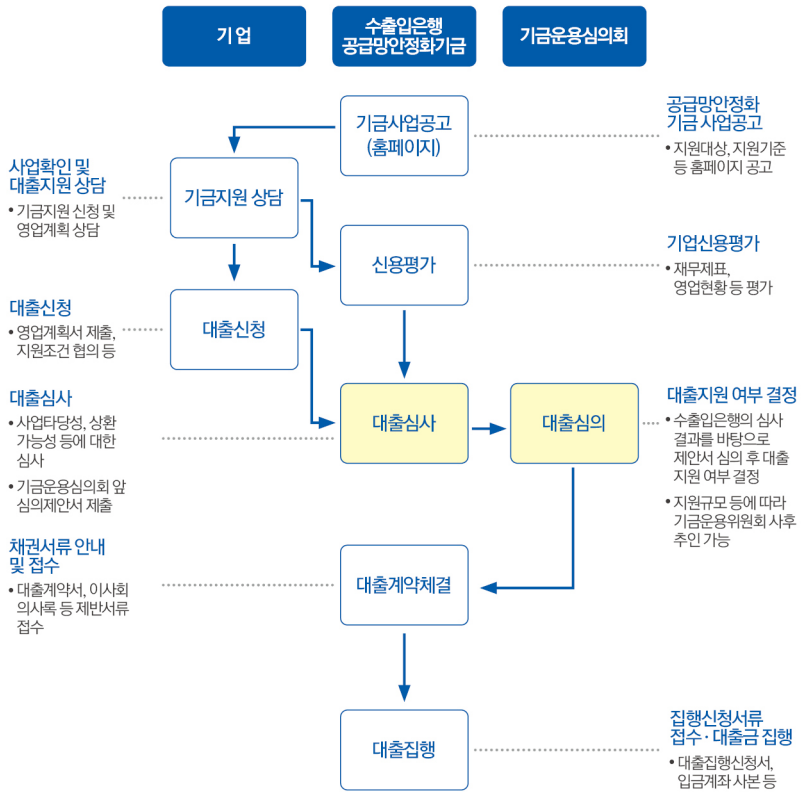 기 업
수출입은행
공급망안정화기금
기금운용심의회
기금사업공고
(홈페이지)
공급망안정화
기금 사업공고
• 지원대상, 지원기준
등 홈페이지 공고
사업확인 및
대출지원 상담
• 기금지원 신청 및
영업계획 상담
기금지원 상담
신용평가
기업신용평가
• 재무제표,
영업현황 등 평가
대출신청
• 영업계획서 제출,
지원조건 협의 등
대출신청
대출심사
• 사업타당성, 상환
가능성 등에 대한
심사
• 기금운용심의회 앞
심의제안서 제출
대출심사
대출심의
대출지원 여부 결정
• 수출입은행의 심사
결과를 바탕으로
제안서 심의 후 대출
지원 여부 결정
• 지원규모 등에 따라
기금운용위원회 사후
추인 가능
채권서류 안내
및 접수
• 대출계약서, 이사회
의사록 등 제반서류
접수
대출계약체결
대출집행
집행신청서류
접수 · 대출금 집행
• 대출집행신청서,
입금계좌 사본 등